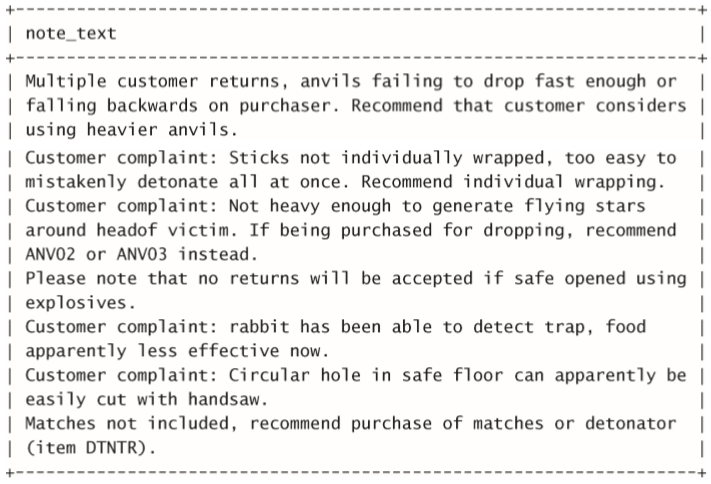 +-----------------------------------------------------------+
| note_text |
+-----------------------------------------------------------+
| Multiple customer returns, anvils failing to drop fast enough or |
| falling backwards on purchaser. Recommend that customer considers |
| using heavier anvils. |
| Customer complaint: Sticks not individually wrapped, too easy to |
| mistakenly detonate all at once. Recommend individual wrapping. |
| Customer complaint: Not heavy enough to generate flying stars |
| around headof victim. If being purchased for dropping, recommend |
| ANV02 or ANV03 instead. |
| Please note that no returns will be accepted if safe opened using |
| explosives. |
| Customer complaint: rabbit has been able to detect trap, food |
| apparently less effective now. |
| Customer complaint: Circular hole in safe floor can apparently be |
| easily cut with handsaw. |
| Matches not included, recommend purchase of matches or detonator |
| (item DTNTR). |
+-----------------------------------------------------------+